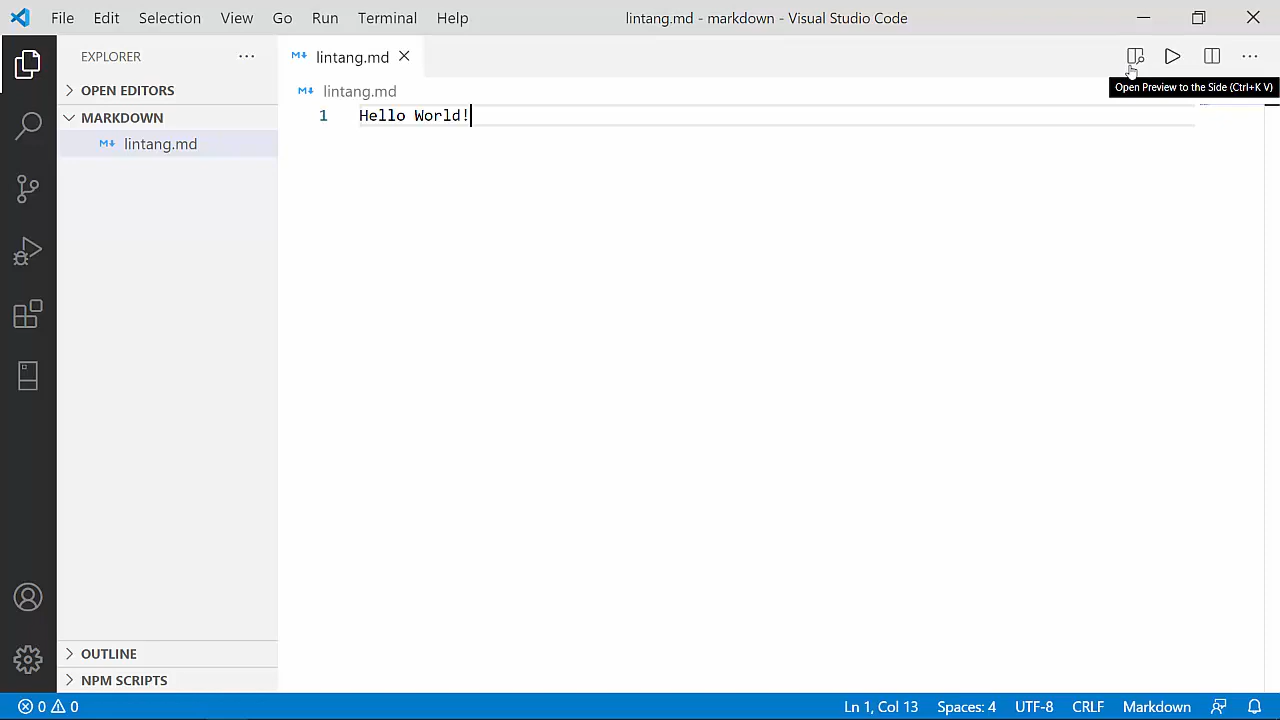 File Edit Selection View Go Run Terminal Help
lintang.md - markdown - Visual Studio Code
EXPLORER
OPEN EDITORS
MARKDOWN
lintang.md
OUTLINE
NPM SCRIPTS
lintang.md
Open Preview to the Side (Ctrl+K V)
lintang.md
1 Hello World!
0 0
Ln 1, Col 13 Spaces: 4 UTF-8 CRLF Markdown